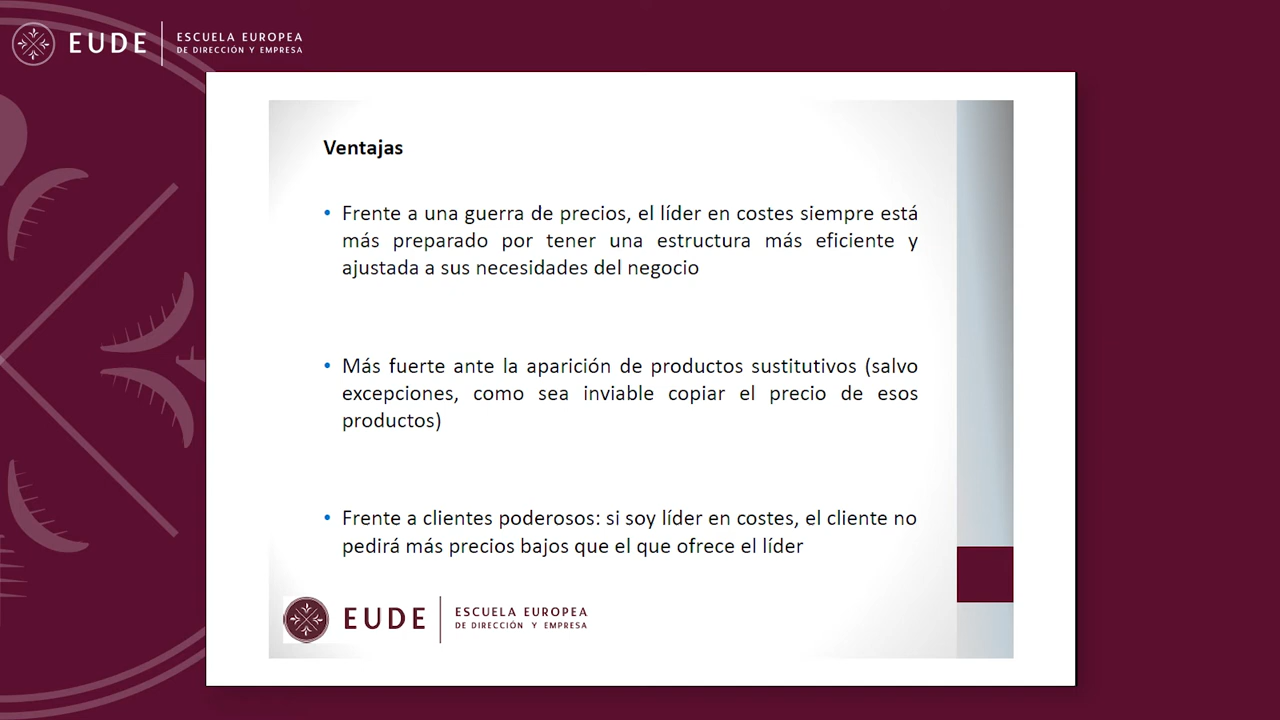 EUDE
ESCUELA EUROPEA
DE DIRECCIÓN Y EMPRESA
Ventajas
• Frente a una guerra de precios, el líder en costes siempre está
más preparado por tener una estructura más eficiente y
ajustada a sus necesidades del negocio
• Más fuerte ante la aparición de productos sustitutivos (salvo
excepciones, como sea inviable copiar el precio de esos
productos)
• Frente a clientes poderosos: si soy líder en costes, el cliente no
pedirá más precios bajos que el que ofrece el líder
EUDE
ESCUELA EUROPEA
DE DIRECCIÓN Y EMPRESA